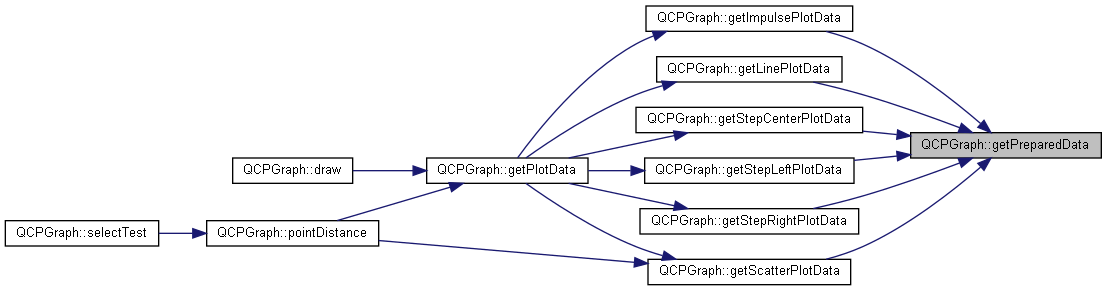 QCPGraph::getImpulsePlotData
QCPGraph::getLinePlotData
QCPGraph::getStepCenterPlotData
QCPGraph::getPreparedData
QCPGraph::draw
QCPGraph::getPlotData
QCPGraph::getStepLeftPlotData
QCPGraph::getStepRightPlotData
QCPGraph::selectTest
QCPGraph::pointDistance
QCPGraph::getScatterPlotData